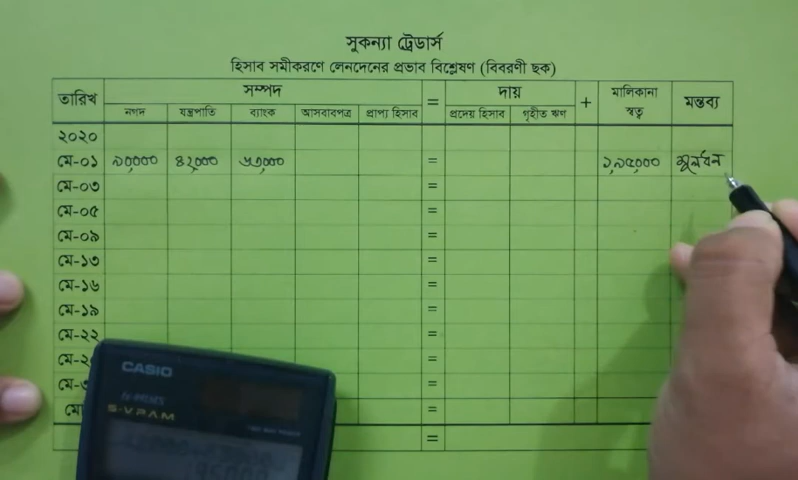 সুকন্যা ট্রেডার্স
হিসাব সমীকরণে লেনদেনের প্রভাব বিশ্লেষণ (বিবরণী ছক)
তারিখ সম্পদ = দায় + মালিকানা স্বত্ব মন্তব্য
নগদ যন্ত্রপাতি ব্যাংক আসবাবপত্র প্রাপ্য হিসাব প্রদেয় হিসাব গৃহীত ঋণ
২০২০
মে-০১ ৯০,০০০ ৪২,০০০ ৬৩,০০০ = ১,৯৫,০০০ মূলধন
মে-০৩ =
মে-০৫ =
মে-০৯ =
মে-১৩ =
মে-১৬ =
মে-১৯ =
মে-২২ =
=
=
=
=
CASIO
S-V.P.A.M.